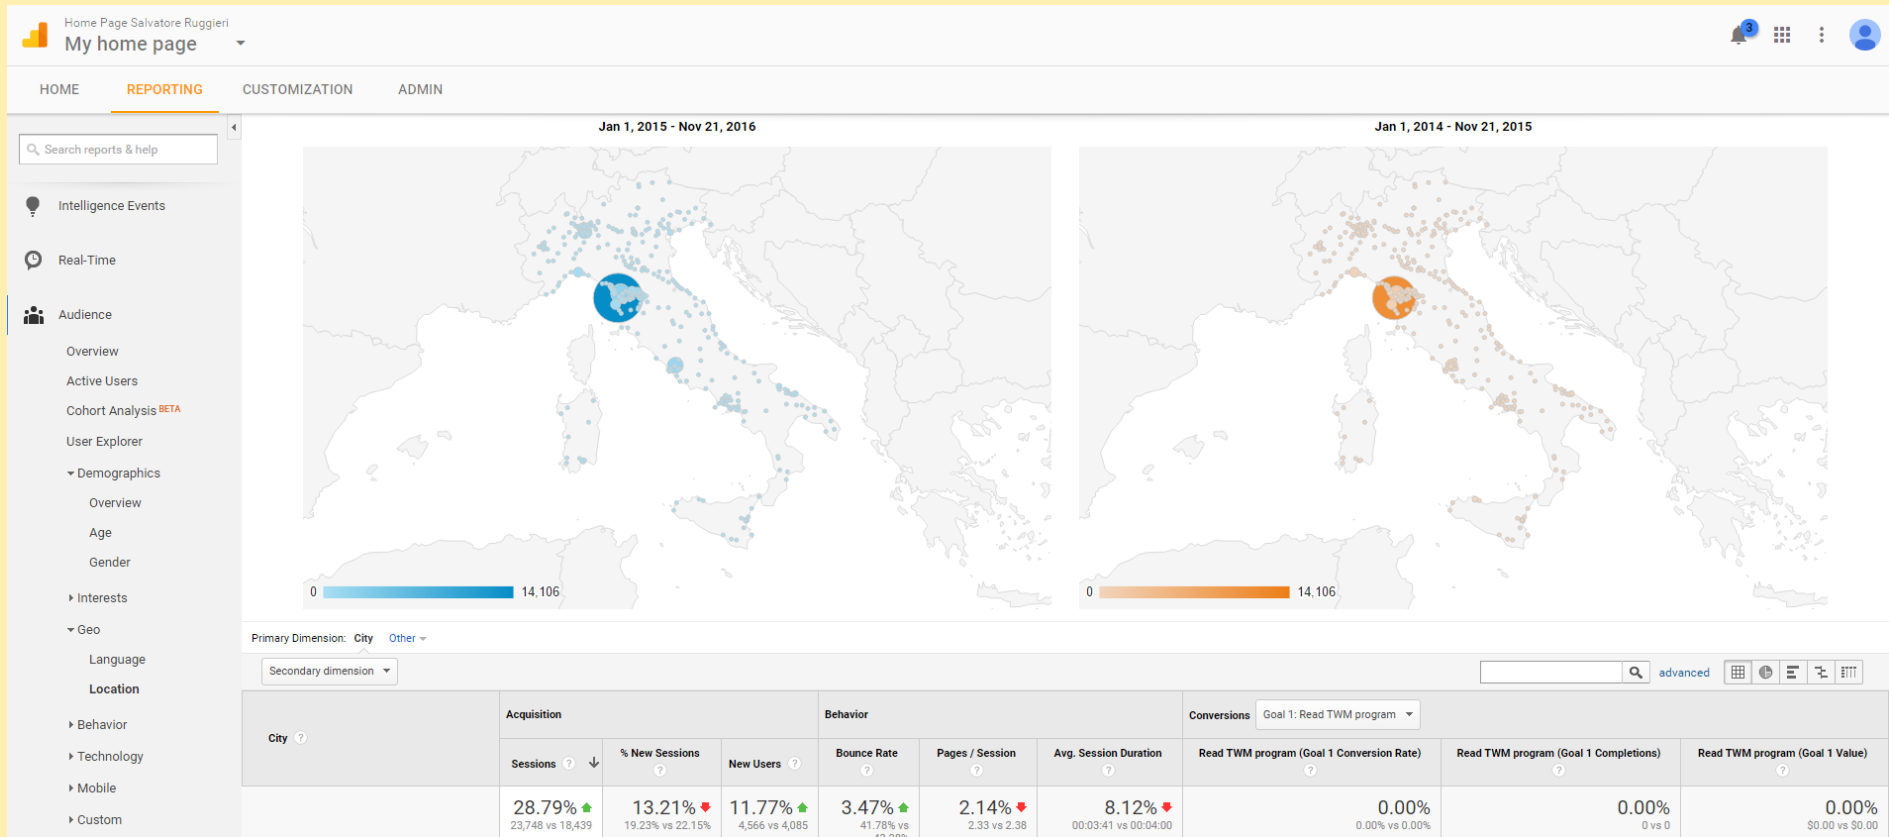 Home Page Salvatore Ruggieri
My home page
3
HOME REPORTING CUSTOMIZATION ADMIN
Search reports & help
Intelligence Events
Real-Time
Audience
Overview
Active Users
Cohort Analysis BETA
User Explorer
Demographics
Overview
Age
Gender
Interests
Geo
Language
Location
Behavior
Technology
Mobile
Custom
Jan 1, 2015 - Nov 21, 2016 Jan 1, 2014 - Nov 21, 2015
0 14,106 0 14,106
Primary Dimension: City Other
Secondary dimension advanced
City ? Acquisition Behavior Conversions Goal 1: Read TWM program
Sessions ? % New Sessions ? New Users ? Bounce Rate ? Pages / Session ? Avg. Session Duration ? Read TWM program (Goal 1 Conversion Rate) ? Read TWM program (Goal 1 Completions) ? Read TWM program (Goal 1 Value) ?
28.79% 13.21% 11.77% 3.47% 2.14% 8.12% 0.00% 0.00% 0.00%
23,748 vs 18,439 19.23% vs 22.15% 4,566 vs 4,085 41.78% vs 2.33 vs 2.38 00:03:41 vs 00:04:00 0.00% vs 0.00% 0 vs 0 $0.00 vs $0.00